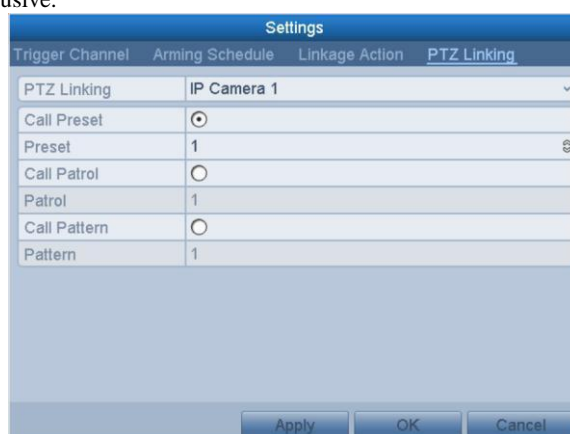 usive.
Settings
Trigger Channel Arming Schedule Linkage Action PTZ Linking
PTZ Linking IP Camera 1
Call Preset
Preset 1
Call Patrol
Patrol 1
Call Pattern
Pattern 1
Apply OK Cancel